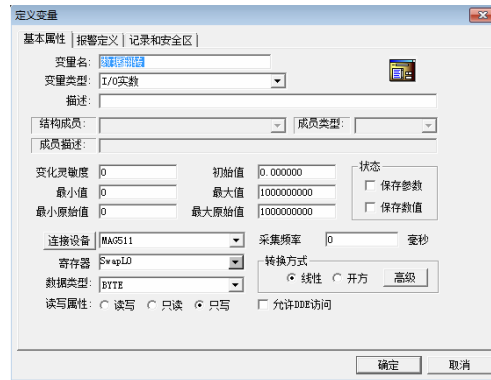 定义变量
基本属性 报警定义 记录和安全区
变量名: 数据翻转
变量类型: I/O实数
描述:
结构成员: 成员类型:
成员描述:
变化灵敏度 0 初始值 0.000000 状态
最小值 0 最大值 1000000000 保存参数
最小原始值 0 最大原始值 1000000000 保存数值
连接设备 MAG511 采集频率 0 毫秒
寄存器 SwapL0 转换方式
线性 开方 高级
数据类型: BYTE
读写属性: 读写 只读 只写 允许DDE访问
确定 取消